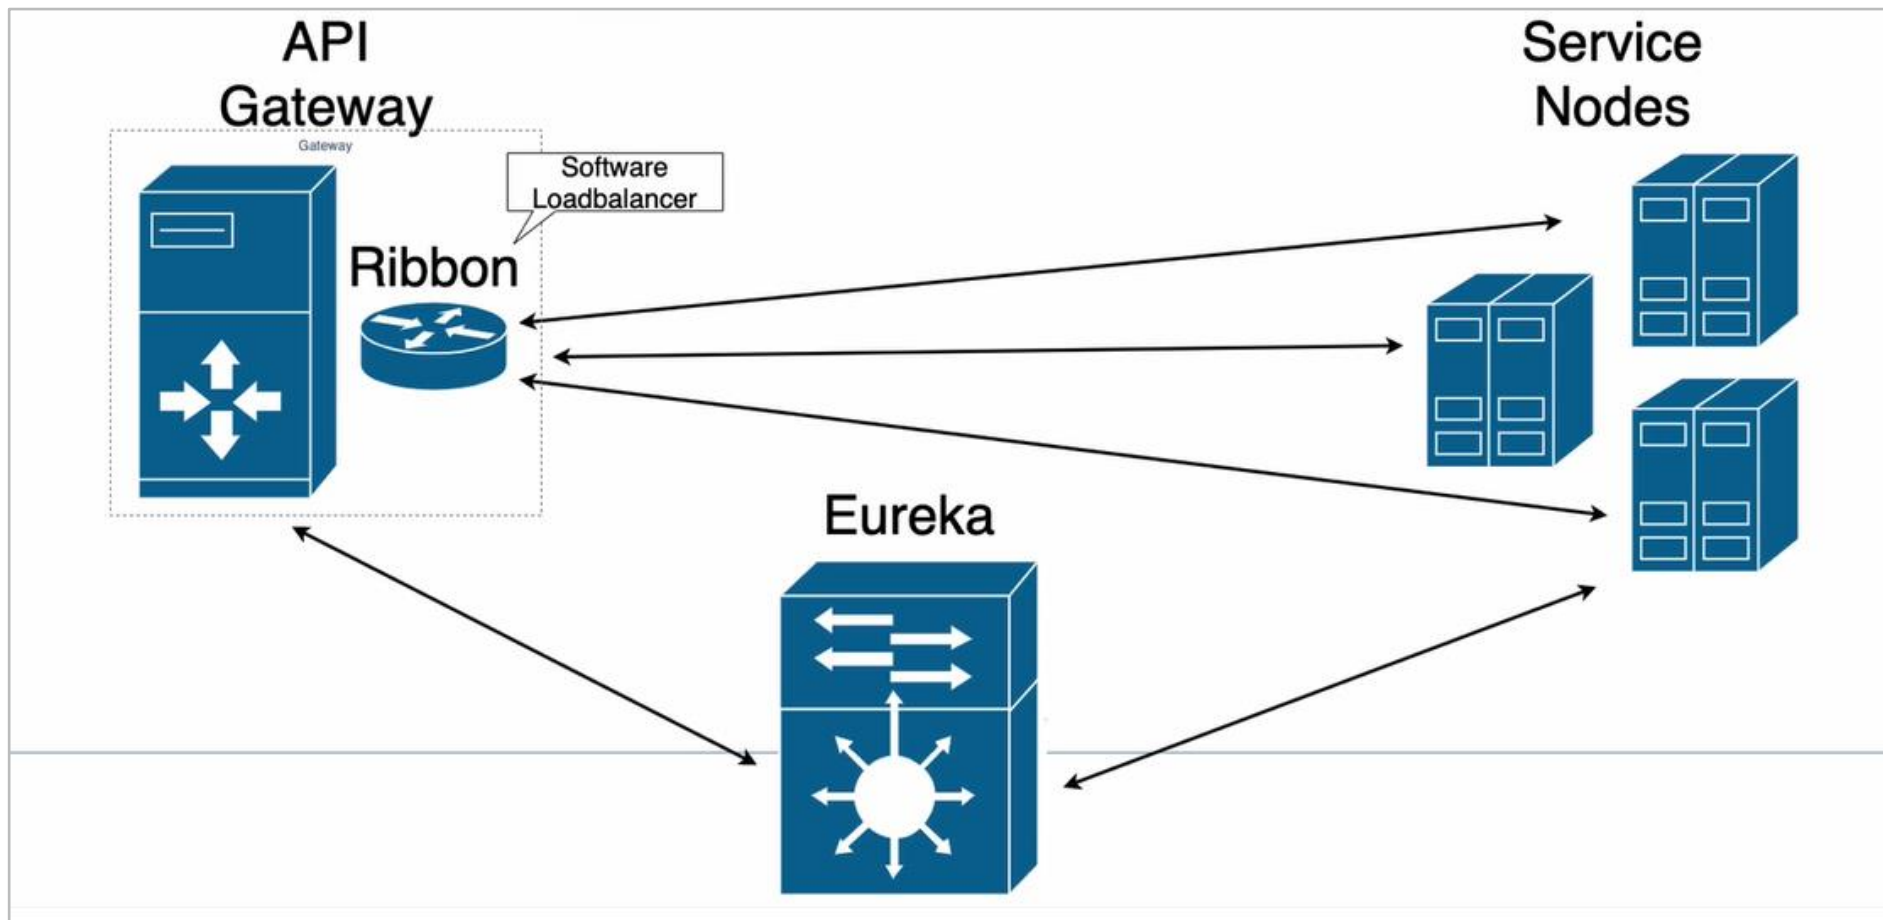 API
Gateway
Gateway
Software
Loadbalancer
Ribbon
Service
Nodes
Eureka